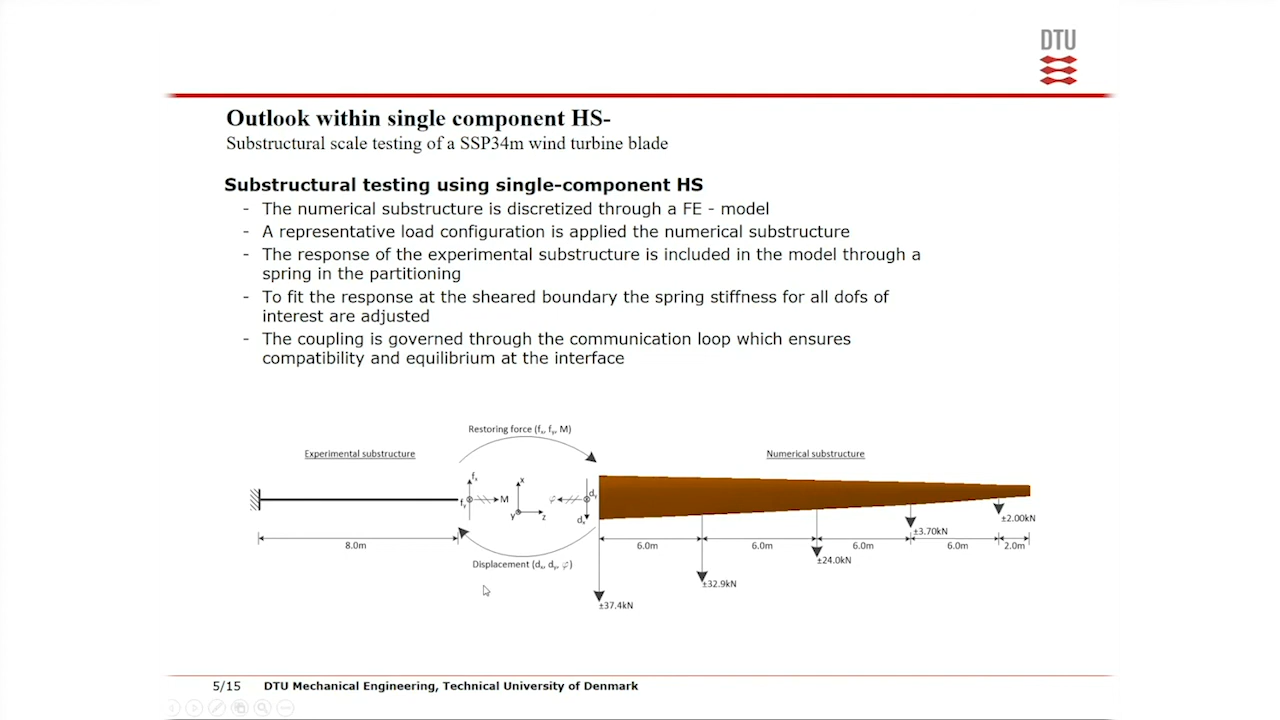 DTU
Outlook within single component HS-
Substructural scale testing of a SSP34m wind turbine blade
Substructural testing using single-component HS
- The numerical substructure is discretized through a FE - model
- A representative load configuration is applied the numerical substructure
- The response of the experimental substructure is included in the model through a
spring in the partitioning
- To fit the response at the sheared boundary the spring stiffness for all dofs of
interest are adjusted
- The coupling is governed through the communication loop which ensures
compatibility and equilibrium at the interface
Restoring force (fₓ, fᵧ, M)
Experimental substructure
Numerical substructure
fₓ
x
fᵧ
M
φ
dᵧ
y
z
dₓ
±2.00kN
±3.70kN
8.0m
6.0m
6.0m
6.0m
6.0m
2.0m
±24.0kN
Displacement (dₓ, dᵧ, φ)
±32.9kN
±37.4kN
5/15 DTU Mechanical Engineering, Technical University of Denmark